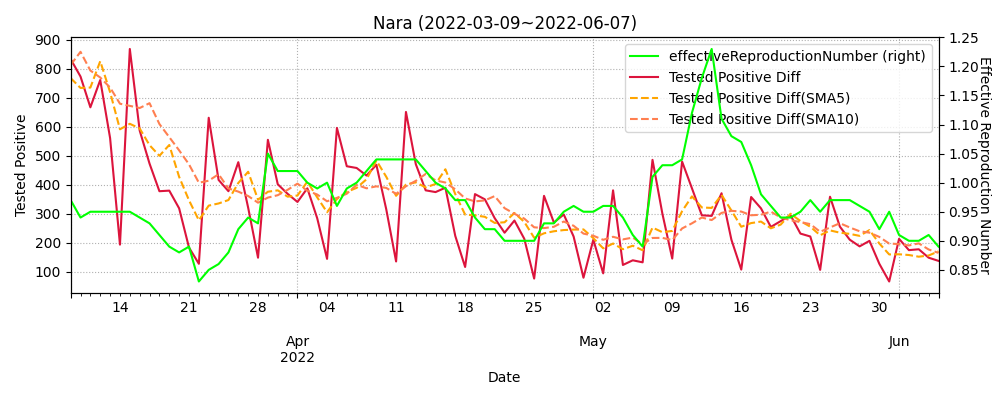 Nara (2022-03-09~2022-06-07)
900
800
700
600
500
400
300
200
100
Tested Positive
1.25
1.20
1.15
1.10
1.05
1.00
0.95
0.90
0.85
Effective Reproduction Number
effectiveReproductionNumber (right)
Tested Positive Diff
Tested Positive Diff(SMA5)
Tested Positive Diff(SMA10)
14 21 28 04 11 18 25 02 09 16 23 30
Apr May Jun
2022
Date